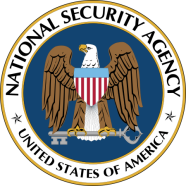 NATIONAL SECURITY AGENCY
UNITED STATES OF AMERICA